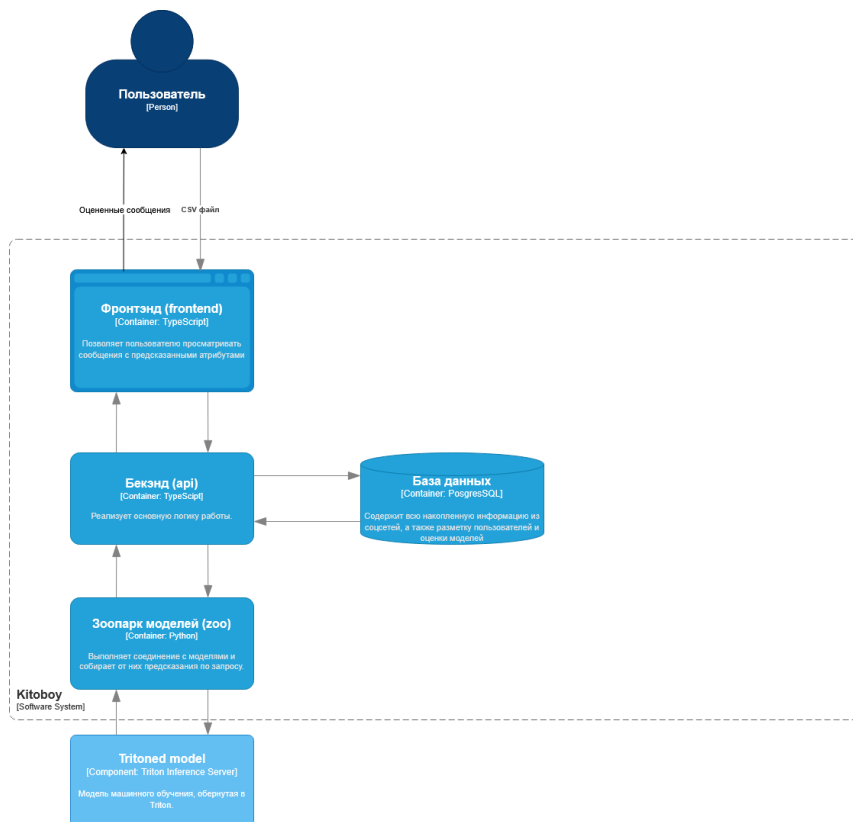 Пользователь
[Person]
Оцененные сообщения
CSV файл
Фронтэнд (frontend)
[Container: TypeScript]
Позволяет пользователю просматривать
сообщения с предсказанными атрибутами
Бекэнд (api)
[Container: TypeScipt]
Реализует основную логику работы.
База данных
[Container: PosgresSQL]
Содержит всю накопленную информацию из
соцсетей, а также разметку пользователей и
оценки моделей
Зоопарк моделей (zoo)
[Container: Python]
Выполняет соединение с моделями и
собирает от них предсказания по запросу.
Kitoboy
[Software System]
Tritoned model
[Component: Triton Inference Server]
Модель машинного обучения, обернутая в
Triton.